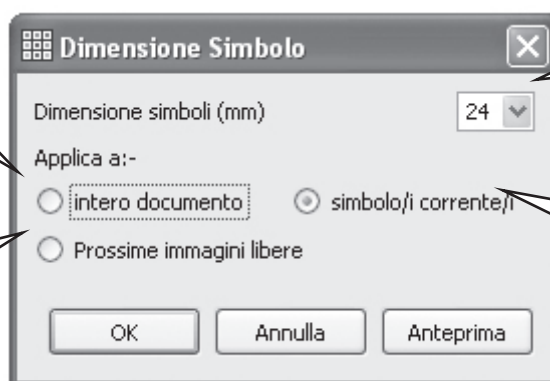 Dimensione Simbolo
Dimensione simboli (mm) 24
Applica a:-
intero documento simbolo/i corrente/i
Prossime immagini libere
OK Annulla Anteprima